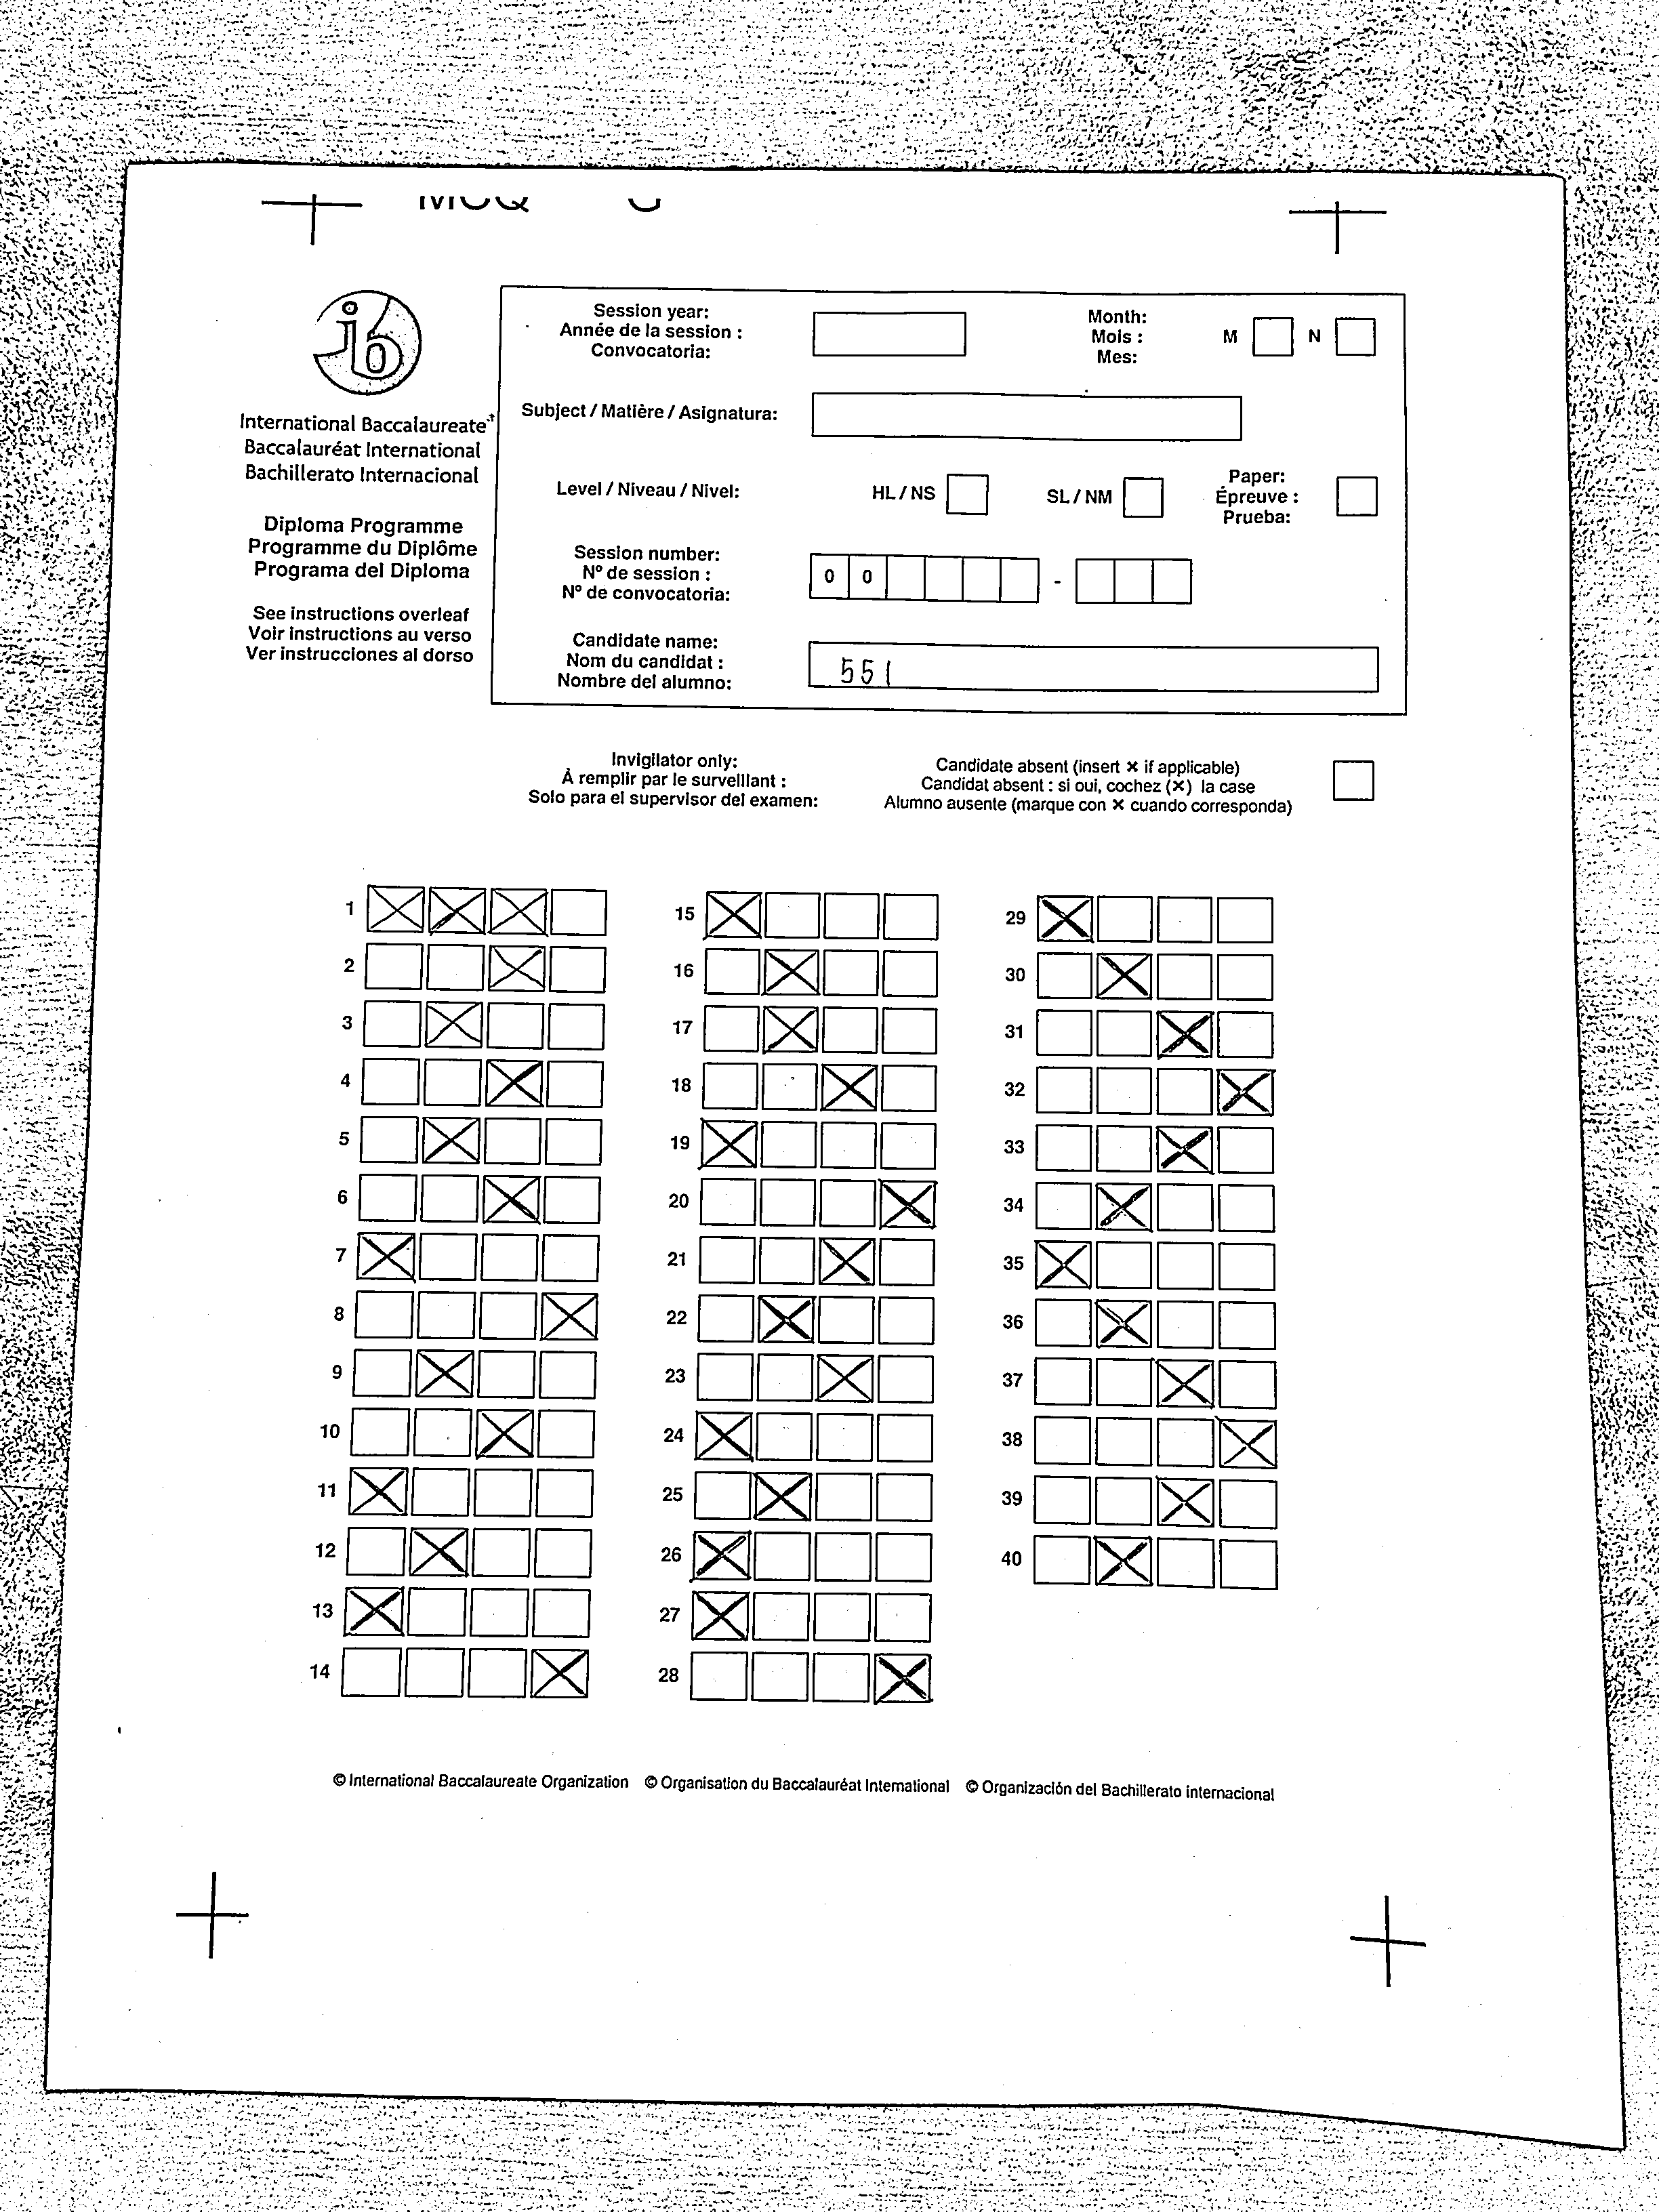 ib
International Baccalaureate
Baccalauréat International
Bachillerato Internacional
Diploma Programme
Programme du Diplôme
Programa del Diploma
See instructions overleaf
Voir instructions au verso
Ver instrucciones al dorso
Session year:
Année de la session :
Convocatoria:
Month:
Mois :
Mes:
M N
Subject / Matière / Asignatura:
Level / Niveau / Nivel:
HL / NS
SL / NM
Paper:
Épreuve :
Prueba:
Session number:
Nº de session :
Nº de convocatoria:
0 0 -
Candidate name:
Nom du candidat :
Nombre del alumno:
551
Invigilator only:
À remplir par le surveillant :
Solo para el supervisor del examen:
Candidate absent (insert × if applicable)
Candidat absent : si oui, cochez (×) la case
Alumno ausente (marque con × cuando corresponda)
1
2
3
4
5
6
7
8
9
10
11
12
13
14
15
16
17
18
19
20
21
22
23
24
25
26
27
28
29
30
31
32
33
34
35
36
37
38
39
40
© International Baccalaureate Organization © Organisation du Baccalauréat International © Organización del Bachillerato internacional